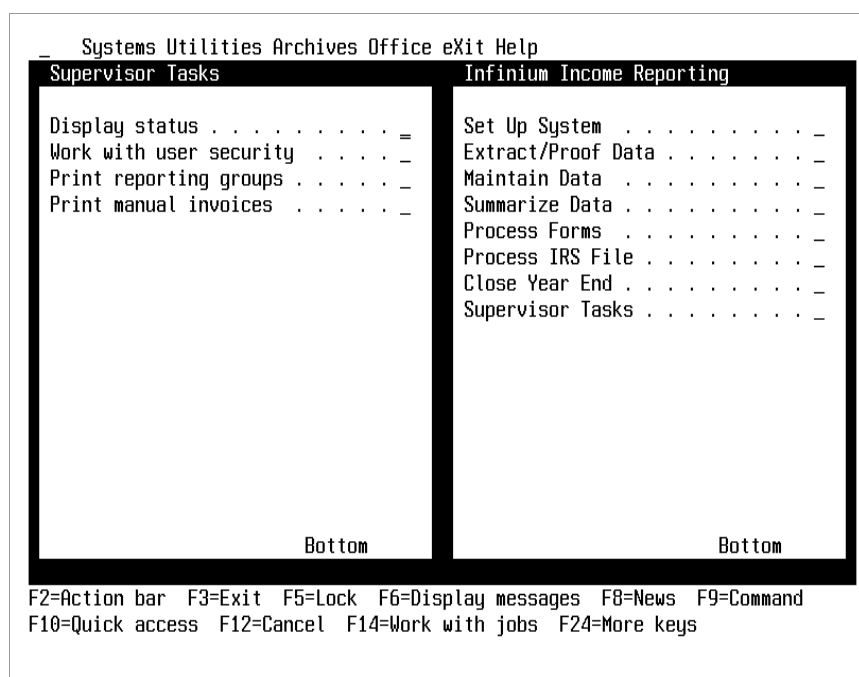 _ Systems Utilities Archives Office eXit Help
Supervisor Tasks
Display status . . . . . . . . . _
Work with user security . . . . _
Print reporting groups . . . . . _
Print manual invoices . . . . . _
Bottom
Infinium Income Reporting
Set Up System . . . . . . . . . _
Extract/Proof Data . . . . . . . _
Maintain Data . . . . . . . . . _
Summarize Data . . . . . . . . . _
Process Forms . . . . . . . . . _
Process IRS File . . . . . . . . _
Close Year End . . . . . . . . . _
Supervisor Tasks . . . . . . . . _
Bottom
F2=Action bar F3=Exit F5=Lock F6=Display messages F8=News F9=Command
F10=Quick access F12=Cancel F14=Work with jobs F24=More keys